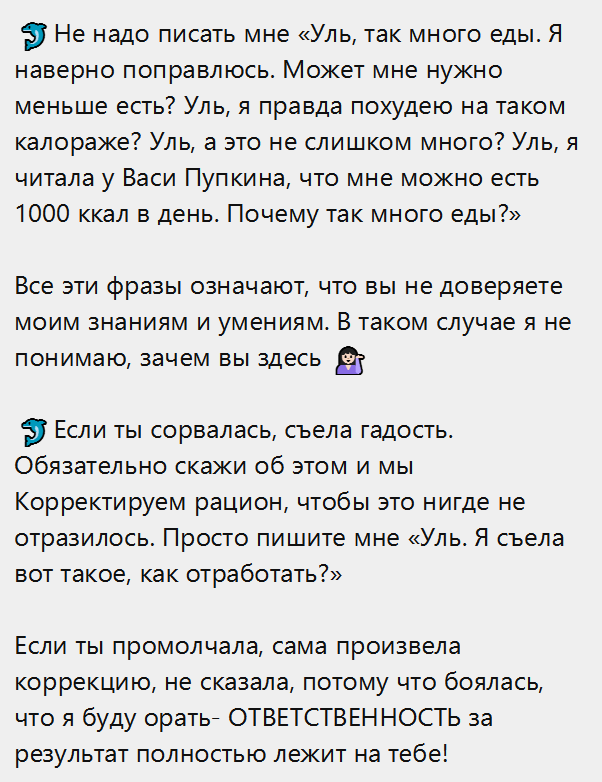 🐬 Не надо писать мне «Уль, так много еды. Я
наверно поправлюсь. Может мне нужно
меньше есть? Уль, я правда похудею на таком
калораже? Уль, а это не слишком много? Уль, я
читала у Васи Пупкина, что мне можно есть
1000 ккал в день. Почему так много еды?»
Все эти фразы означают, что вы не доверяете
моим знаниям и умениям. В таком случае я не
понимаю, зачем вы здесь 💁🏻‍♀️
🐬 Если ты сорвалась, съела гадость.
Обязательно скажи об этом и мы
Корректируем рацион, чтобы это нигде не
отразилось. Просто пишите мне «Уль. Я съела
вот такое, как отработать?»
Если ты промолчала, сама произвела
коррекцию, не сказала, потому что боялась,
что я буду орать- ОТВЕТСТВЕННОСТЬ за
результат полностью лежит на тебе!